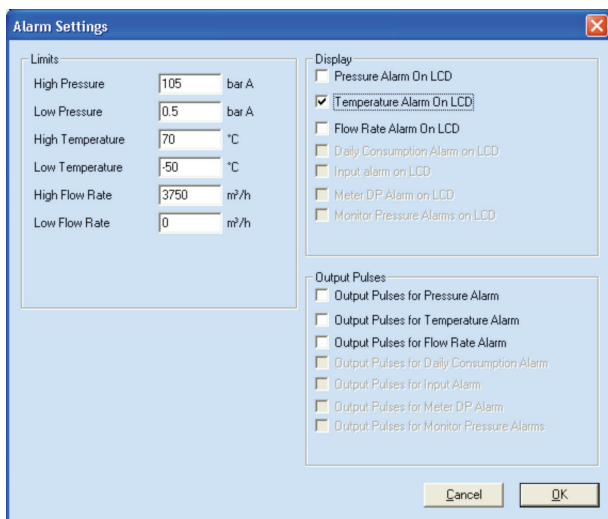 Alarm Settings
Limits
High Pressure 105 bar A
Low Pressure 0.5 bar A
High Temperature 70 °C
Low Temperature -50 °C
High Flow Rate 3750 m³/h
Low Flow Rate 0 m³/h
Display
Pressure Alarm On LCD
Temperature Alarm On LCD
Flow Rate Alarm On LCD
Daily Consumption Alarm on LCD
Input alarm on LCD
Meter DP Alarm on LCD
Monitor Pressure Alarms on LCD
Output Pulses
Output Pulses for Pressure Alarm
Output Pulses for Temperature Alarm
Output Pulses for Flow Rate Alarm
Output Pulses for Daily Consumption Alarm
Output Pulses for Input Alarm
Output Pulses for Meter DP Alarm
Output Pulses for Monitor Pressure Alarms
Cancel OK